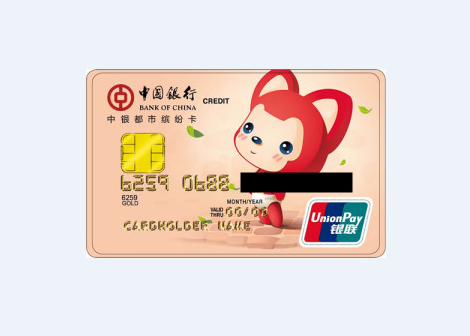 中国银行
BANK OF CHINA
CREDIT
中银都市缤纷卡
6259 0688
6259
GOLD
MONTH/YEAR
VALID
THRU
00/00
CARDHOLDER NAME
UnionPay
银联